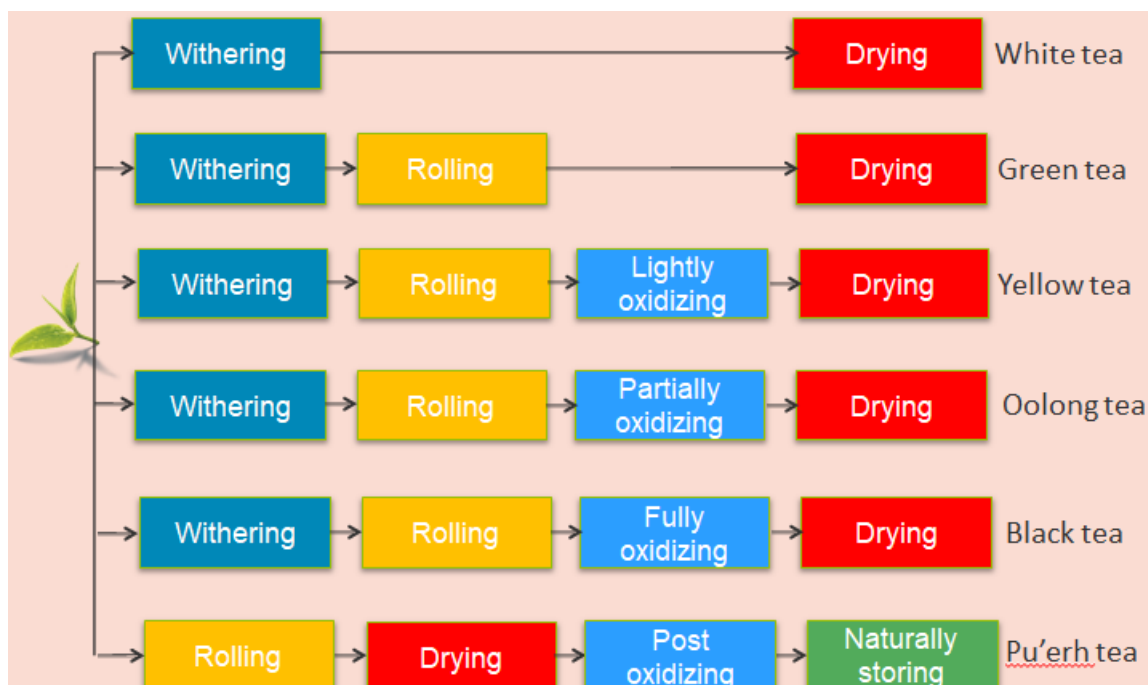 Withering Drying White tea
Withering Rolling Drying Green tea
Withering Rolling Lightly
oxidizing Drying Yellow tea
Withering Rolling Partially
oxidizing Drying Oolong tea
Withering Rolling Fully
oxidizing Drying Black tea
Rolling Drying Post
oxidizing Naturally
storing Pu’erh tea